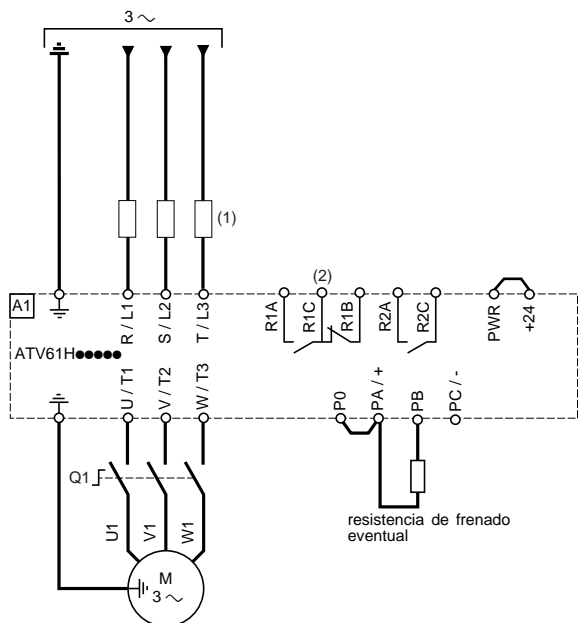 3 ~
(1)
A1
R / L1
S / L2
T / L3
(2)
R1A
R1C
R1B
R2A
R2C
PWR
+24
ATV61H●●●●●
U / T1
V / T2
W / T3
P0
PA / +
PB
PC / -
Q1
U1
V1
W1
resistencia de frenado
eventual
M
3 ~